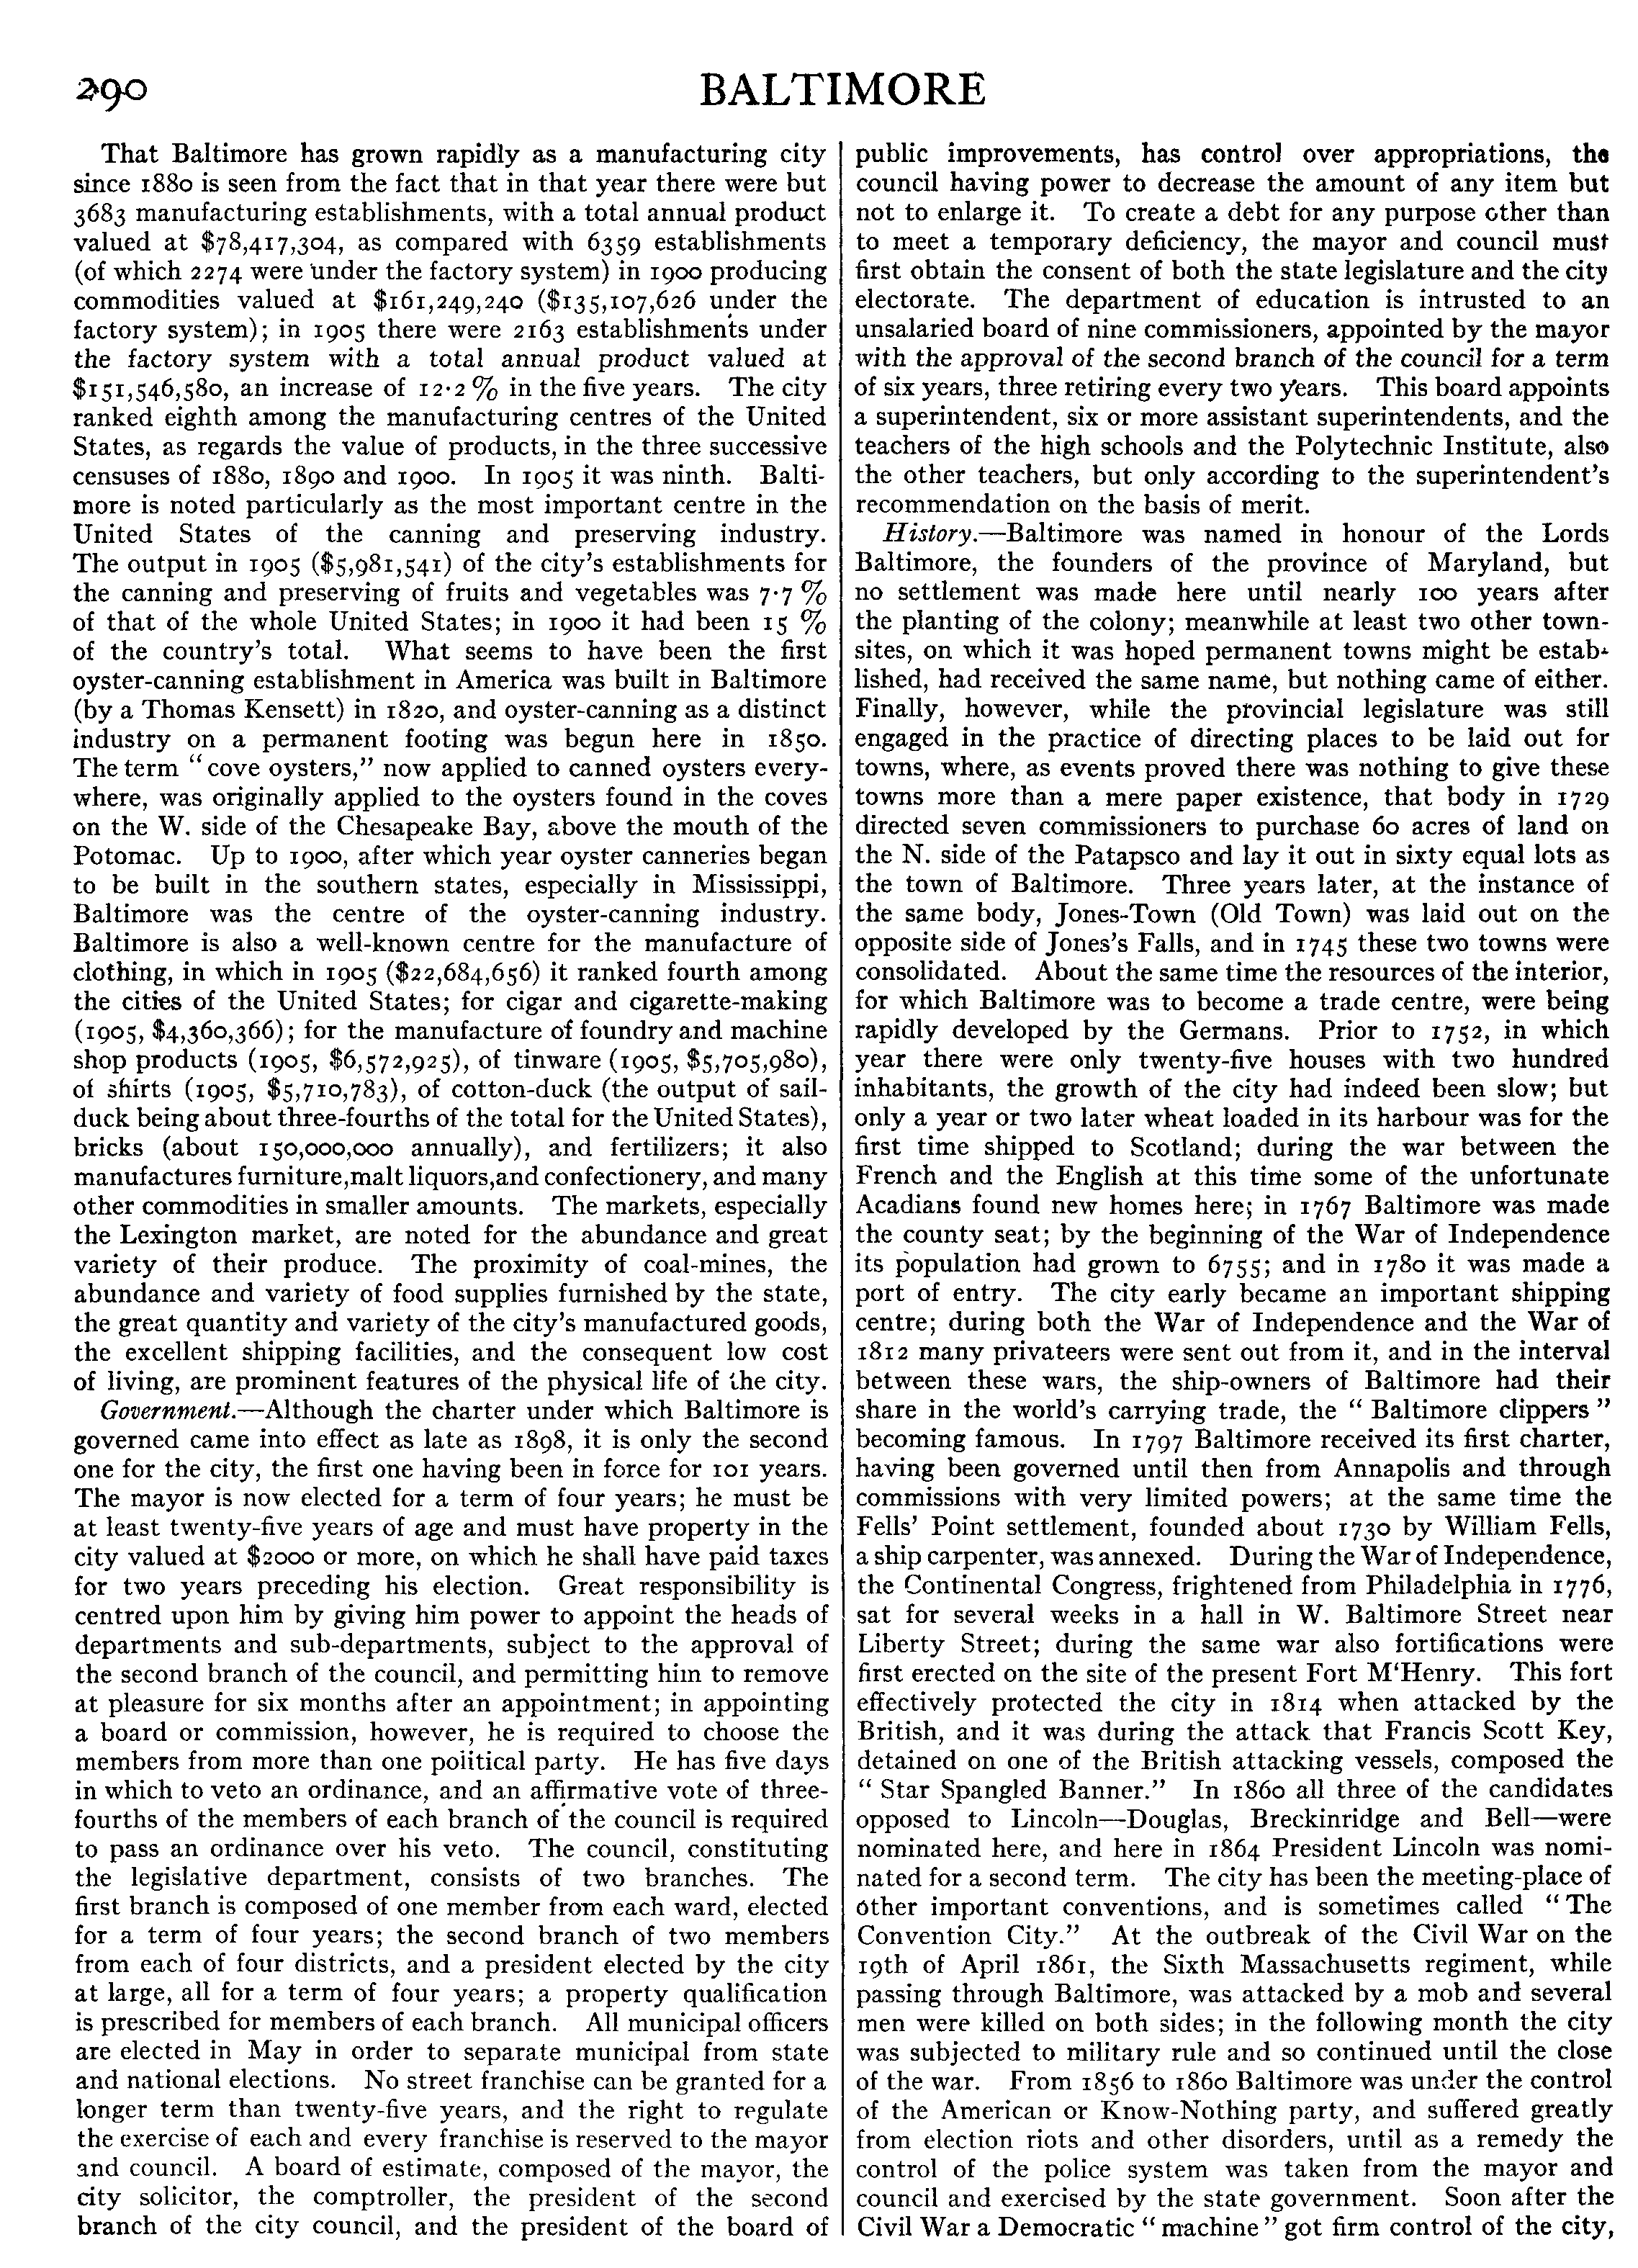 290
BALTIMORE
That Baltimore has grown rapidly as a manufacturing city
since 1880 is seen from the fact that in that year there were but
3683 manufacturing establishments, with a total annual product
valued at $78,417,304, as compared with 6359 establishments
(of which 2274 were under the factory system) in 1900 producing
commodities valued at $161,249,240 ($135,107,626 under the
factory system); in 1905 there were 2163 establishments under
the factory system with a total annual product valued at
$151,546,580, an increase of 12·2 % in the five years. The city
ranked eighth among the manufacturing centres of the United
States, as regards the value of products, in the three successive
censuses of 1880, 1890 and 1900. In 1905 it was ninth. Balti-
more is noted particularly as the most important centre in the
United States of the canning and preserving industry.
The output in 1905 ($5,981,541) of the city's establishments for
the canning and preserving of fruits and vegetables was 7·7 %
of that of the whole United States; in 1900 it had been 15 %
of the country's total. What seems to have been the first
oyster-canning establishment in America was built in Baltimore
(by a Thomas Kensett) in 1820, and oyster-canning as a distinct
industry on a permanent footing was begun here in 1850.
The term “cove oysters,” now applied to canned oysters every-
where, was originally applied to the oysters found in the coves
on the W. side of the Chesapeake Bay, above the mouth of the
Potomac. Up to 1900, after which year oyster canneries began
to be built in the southern states, especially in Mississippi,
Baltimore was the centre of the oyster-canning industry.
Baltimore is also a well-known centre for the manufacture of
clothing, in which in 1905 ($22,684,656) it ranked fourth among
the cities of the United States; for cigar and cigarette-making
(1905, $4,360,366); for the manufacture of foundry and machine
shop products (1905, $6,572,925), of tinware (1905, $5,705,980),
of shirts (1905, $5,710,783), of cotton-duck (the output of sail-
duck being about three-fourths of the total for the United States),
bricks (about 150,000,000 annually), and fertilizers; it also
manufactures furniture, malt liquors, and confectionery, and many
other commodities in smaller amounts. The markets, especially
the Lexington market, are noted for the abundance and great
variety of their produce. The proximity of coal-mines, the
abundance and variety of food supplies furnished by the state,
the great quantity and variety of the city's manufactured goods,
the excellent shipping facilities, and the consequent low cost
of living, are prominent features of the physical life of the city.
Government.—Although the charter under which Baltimore is
governed came into effect as late as 1898, it is only the second
one for the city, the first one having been in force for 101 years.
The mayor is now elected for a term of four years; he must be
at least twenty-five years of age and must have property in the
city valued at $2000 or more, on which he shall have paid taxes
for two years preceding his election. Great responsibility is
centred upon him by giving him power to appoint the heads of
departments and sub-departments, subject to the approval of
the second branch of the council, and permitting him to remove
at pleasure for six months after an appointment; in appointing
a board or commission, however, he is required to choose the
members from more than one political party. He has five days
in which to veto an ordinance, and an affirmative vote of three-
fourths of the members of each branch of the council is required
to pass an ordinance over his veto. The council, constituting
the legislative department, consists of two branches. The
first branch is composed of one member from each ward, elected
for a term of four years; the second branch of two members
from each of four districts, and a president elected by the city
at large, all for a term of four years; a property qualification
is prescribed for members of each branch. All municipal officers
are elected in May in order to separate municipal from state
and national elections. No street franchise can be granted for a
longer term than twenty-five years, and the right to regulate
the exercise of each and every franchise is reserved to the mayor
and council. A board of estimate, composed of the mayor, the
city solicitor, the comptroller, the president of the second
branch of the city council, and the president of the board of
public improvements, has control over appropriations, the
council having power to decrease the amount of any item but
not to enlarge it. To create a debt for any purpose other than
to meet a temporary deficiency, the mayor and council must
first obtain the consent of both the state legislature and the city
electorate. The department of education is intrusted to an
unsalaried board of nine commissioners, appointed by the mayor
with the approval of the second branch of the council for a term
of six years, three retiring every two years. This board appoints
a superintendent, six or more assistant superintendents, and the
teachers of the high schools and the Polytechnic Institute, also
the other teachers, but only according to the superintendent's
recommendation on the basis of merit.
History.—Baltimore was named in honour of the Lords
Baltimore, the founders of the province of Maryland, but
no settlement was made here until nearly 100 years after
the planting of the colony; meanwhile at least two other town-
sites, on which it was hoped permanent towns might be estab-
lished, had received the same name, but nothing came of either.
Finally, however, while the provincial legislature was still
engaged in the practice of directing places to be laid out for
towns, where, as events proved there was nothing to give these
towns more than a mere paper existence, that body in 1729
directed seven commissioners to purchase 60 acres of land on
the N. side of the Patapsco and lay it out in sixty equal lots as
the town of Baltimore. Three years later, at the instance of
the same body, Jones-Town (Old Town) was laid out on the
opposite side of Jones's Falls, and in 1745 these two towns were
consolidated. About the same time the resources of the interior,
for which Baltimore was to become a trade centre, were being
rapidly developed by the Germans. Prior to 1752, in which
year there were only twenty-five houses with two hundred
inhabitants, the growth of the city had indeed been slow; but
only a year or two later wheat loaded in its harbour was for the
first time shipped to Scotland; during the war between the
French and the English at this time some of the unfortunate
Acadians found new homes here; in 1767 Baltimore was made
the county seat; by the beginning of the War of Independence
its population had grown to 6755; and in 1780 it was made a
port of entry. The city early became an important shipping
centre; during both the War of Independence and the War of
1812 many privateers were sent out from it, and in the interval
between these wars, the ship-owners of Baltimore had their
share in the world's carrying trade, the “ Baltimore clippers ”
becoming famous. In 1797 Baltimore received its first charter,
having been governed until then from Annapolis and through
commissions with very limited powers; at the same time the
Fells' Point settlement, founded about 1730 by William Fells,
a ship carpenter, was annexed. During the War of Independence,
the Continental Congress, frightened from Philadelphia in 1776,
sat for several weeks in a hall in W. Baltimore Street near
Liberty Street; during the same war also fortifications were
first erected on the site of the present Fort M‘Henry. This fort
effectively protected the city in 1814 when attacked by the
British, and it was during the attack that Francis Scott Key,
detained on one of the British attacking vessels, composed the
“ Star Spangled Banner.” In 1860 all three of the candidates
opposed to Lincoln—Douglas, Breckinridge and Bell—were
nominated here, and here in 1864 President Lincoln was nomi-
nated for a second term. The city has been the meeting-place of
other important conventions, and is sometimes called “ The
Convention City.” At the outbreak of the Civil War on the
19th of April 1861, the Sixth Massachusetts regiment, while
passing through Baltimore, was attacked by a mob and several
men were killed on both sides; in the following month the city
was subjected to military rule and so continued until the close
of the war. From 1856 to 1860 Baltimore was under the control
of the American or Know-Nothing party, and suffered greatly
from election riots and other disorders, until as a remedy the
control of the police system was taken from the mayor and
council and exercised by the state government. Soon after the
Civil War a Democratic “ machine ” got firm control of the city,